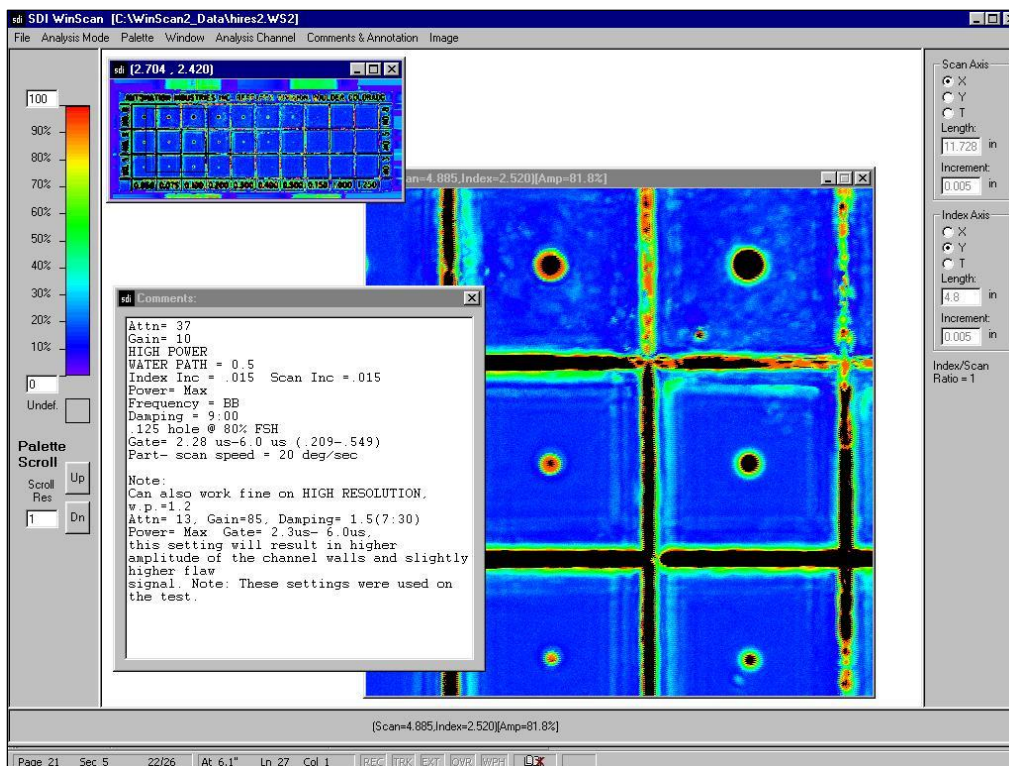 sdi SDI WinScan [C:\WinScan2_Data\hires2.WS2]
File Analysis Mode Palette Window Analysis Channel Comments & Annotation Image
100
90%
80%
70%
60%
50%
40%
30%
20%
10%
0
Undef.
Palette
Scroll
Scroll
Res
Up
1
Dn
sdi (2.704 , 2.420)
AUTOMATION INDUSTRIES INC
BOULDER COLORADO
can=4.885,Index=2.520][Amp=81.8%]
sdi Comments:
Attn= 37
Gain= 10
HIGH POWER
WATER PATH = 0.5
Index Inc = .015 Scan Inc =.015
Power= Max
Frequency = BB
Damping = 9:00
.125 hole @ 80% FSH
Gate= 2.28 us-6.0 us (.209-.549)
Part- scan speed = 20 deg/sec
Note:
Can also work fine on HIGH RESOLUTION,
w.p.=1.2
Attn= 13, Gain=85, Damping= 1.5(7:30)
Power= Max Gate= 2.3us- 6.0us,
this setting will result in higher
amplitude of the channel walls and slightly
higher flaw
signal. Note: These settings were used on
the test.
Scan Axis
X
Y
T
Length:
11.728 in
Increment:
0.005 in
Index Axis
X
Y
T
Length:
4.8 in
Increment:
0.005 in
Index/Scan
Ratio = 1
(Scan=4.885,Index=2.520)[Amp=81.8%]
Page 21 Sec 5 22/26 At 6.1" Ln 27 Col 1 REC TRK EXT OVR WPH